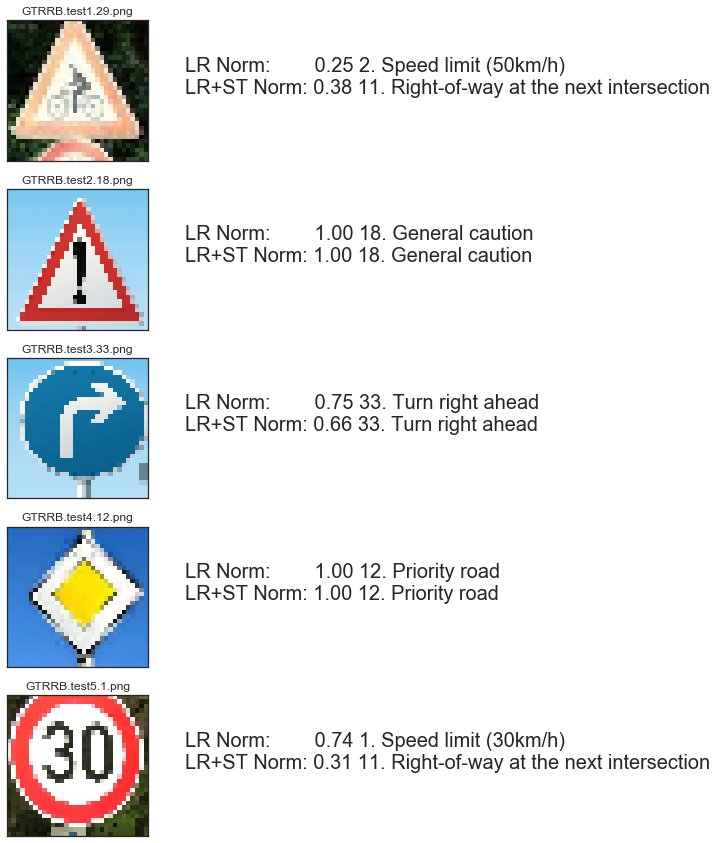 GTRRB.test1.29.png
LR Norm: 0.25 2. Speed limit (50km/h)
LR+ST Norm: 0.38 11. Right-of-way at the next intersection
GTRRB.test2.18.png
LR Norm: 1.00 18. General caution
LR+ST Norm: 1.00 18. General caution
GTRRB.test3.33.png
LR Norm: 0.75 33. Turn right ahead
LR+ST Norm: 0.66 33. Turn right ahead
GTRRB.test4.12.png
LR Norm: 1.00 12. Priority road
LR+ST Norm: 1.00 12. Priority road
GTRRB.test5.1.png
30
LR Norm: 0.74 1. Speed limit (30km/h)
LR+ST Norm: 0.31 11. Right-of-way at the next intersection